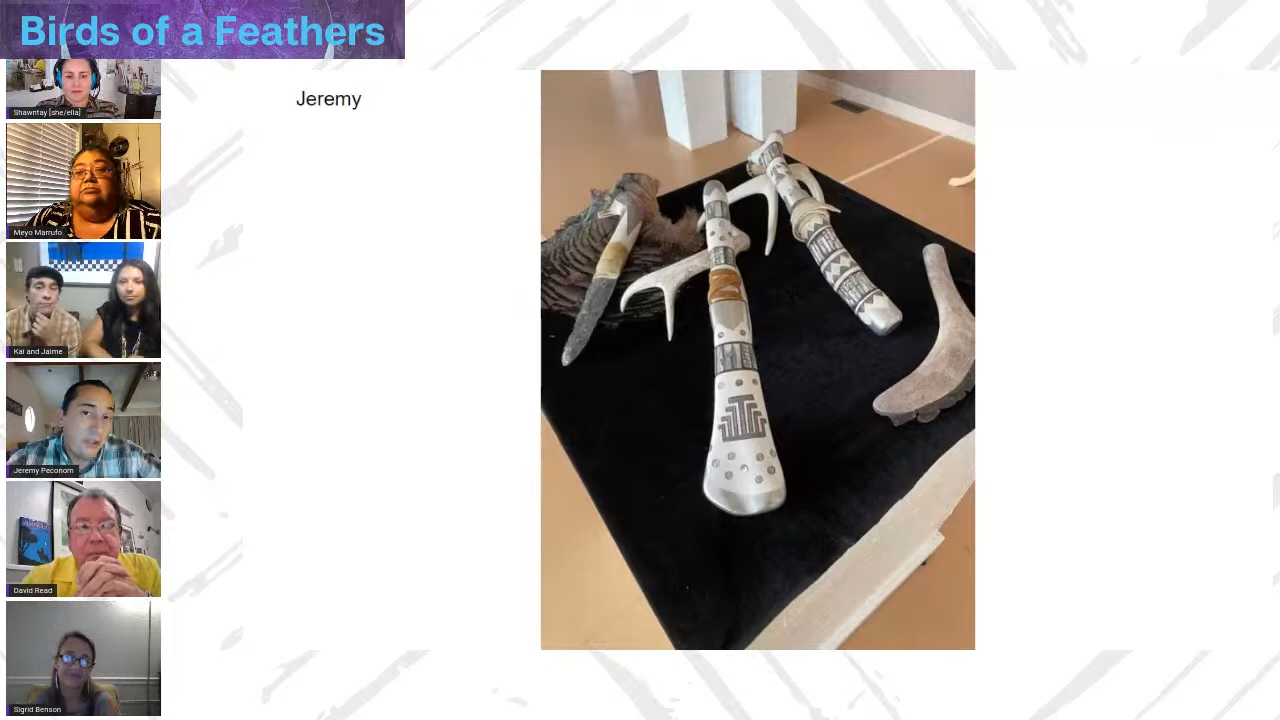 Birds of a Feathers
Jeremy
Shawntay [she/ella]
Meyo Marrufo
Kai and Jaime
Jeremy Peconom
David Read
Sigrid Benson